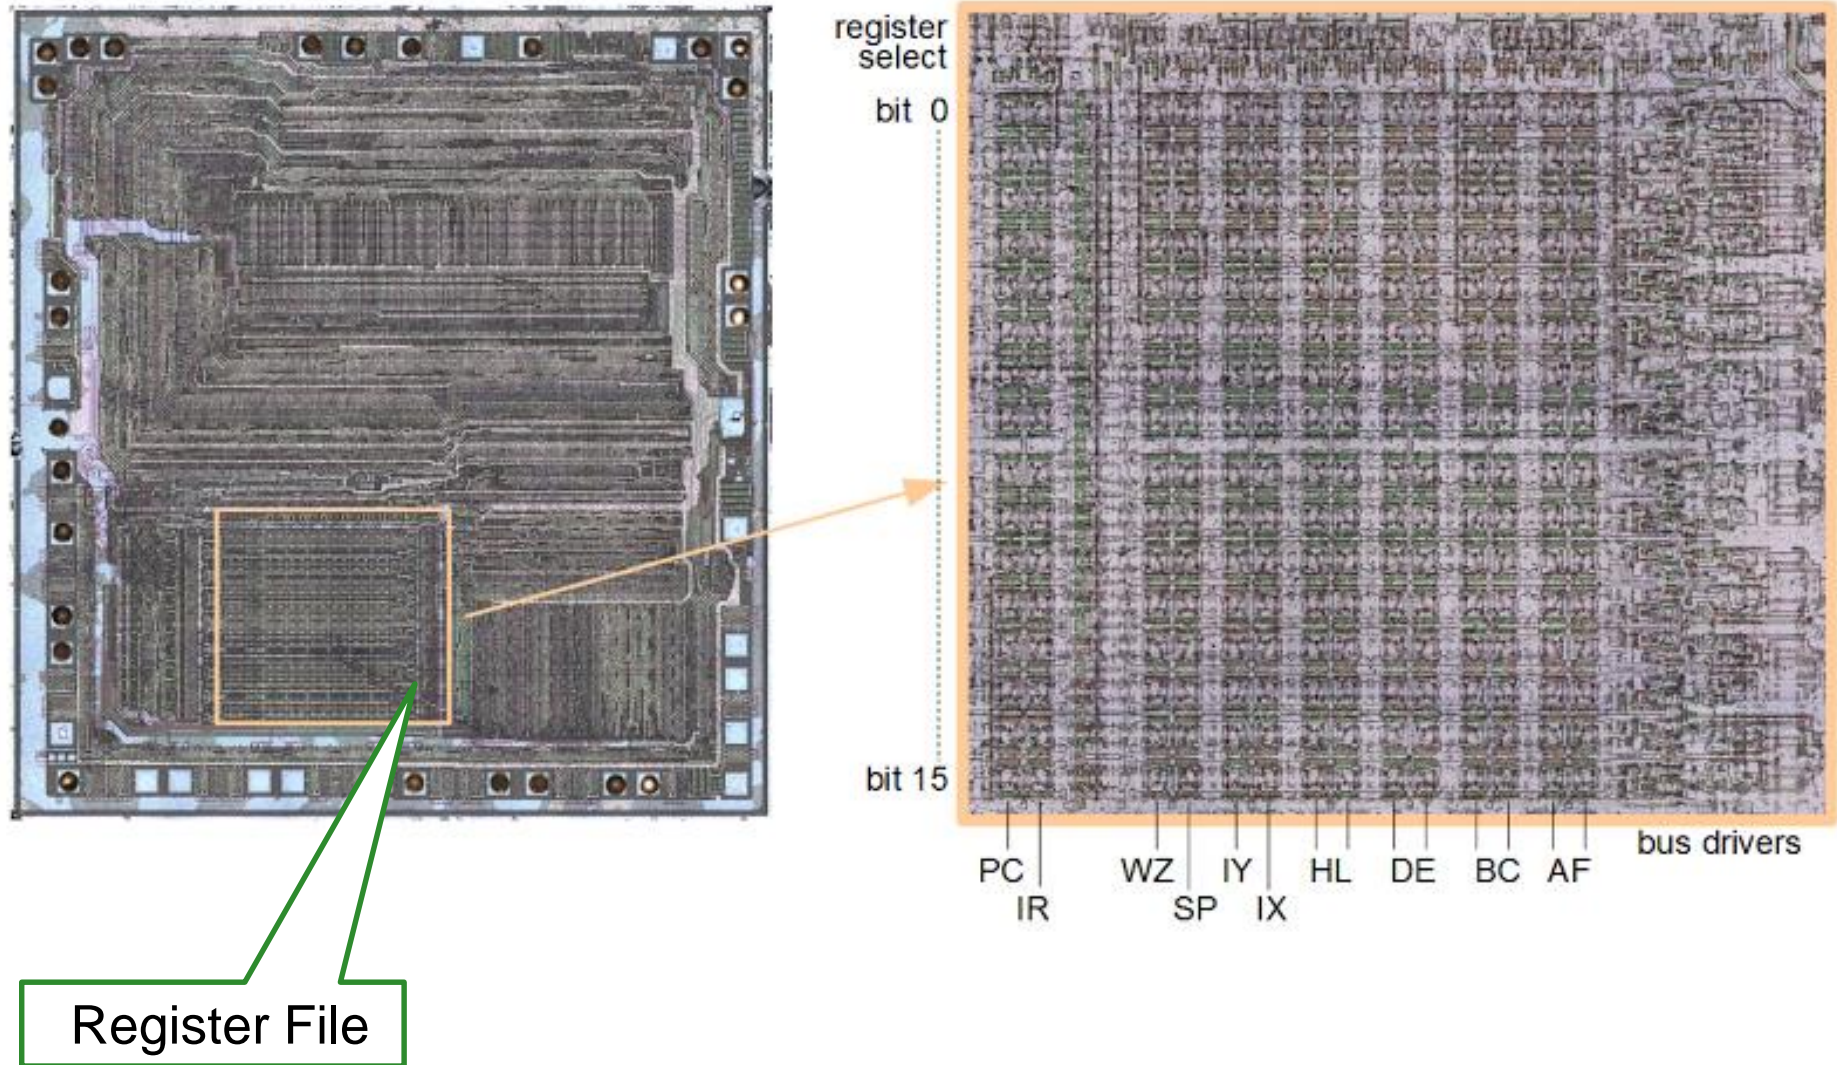 register
select
bit 0
bit 15
PC WZ IY HL DE BC AF
IR SP IX
bus drivers
Register File